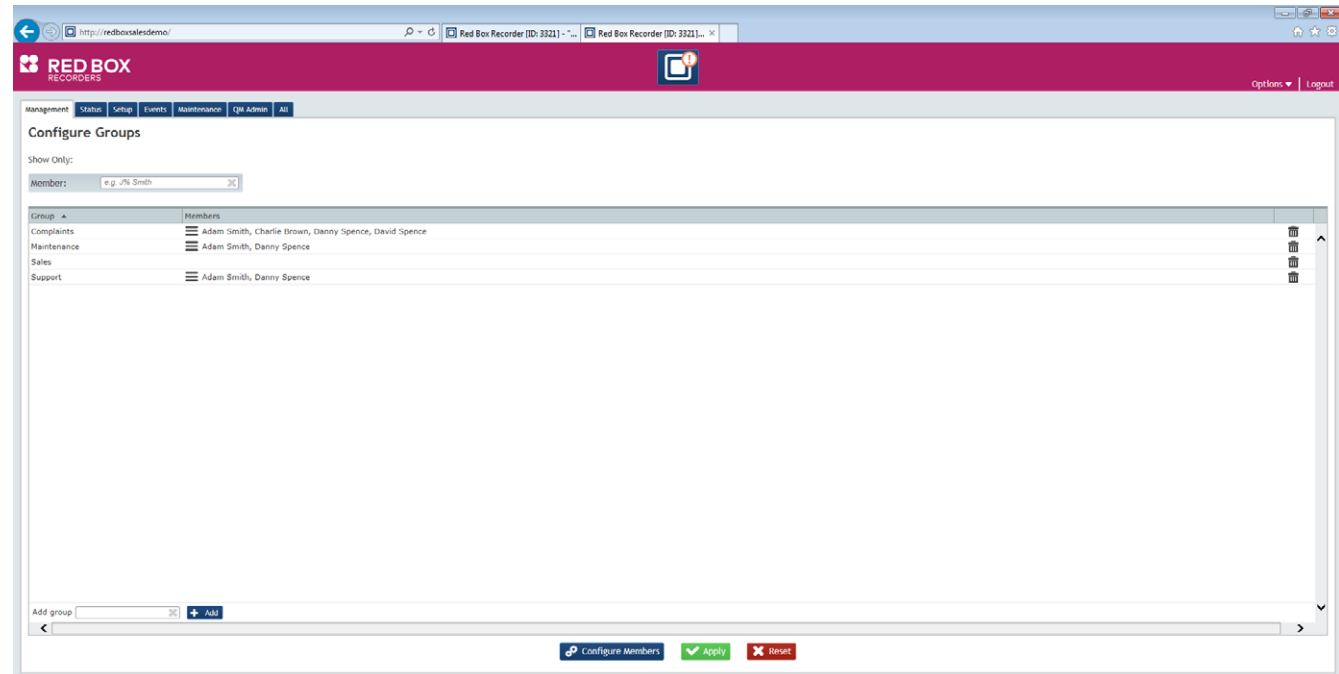 http://redboxsalesdemo/
Red Box Recorder [ID: 3321] - "...
Red Box Recorder [ID: 3321]...
RED BOX
RECORDERS
Options
Logout
Management
Status
Setup
Events
Maintenance
QM Admin
All
Configure Groups
Show Only:
Member:
e.g. J% Smith
Group
Members
Complaints
Adam Smith, Charlie Brown, Danny Spence, David Spence
Maintenance
Adam Smith, Danny Spence
Sales
Support
Adam Smith, Danny Spence
Add group
Add
Configure Members
Apply
Reset